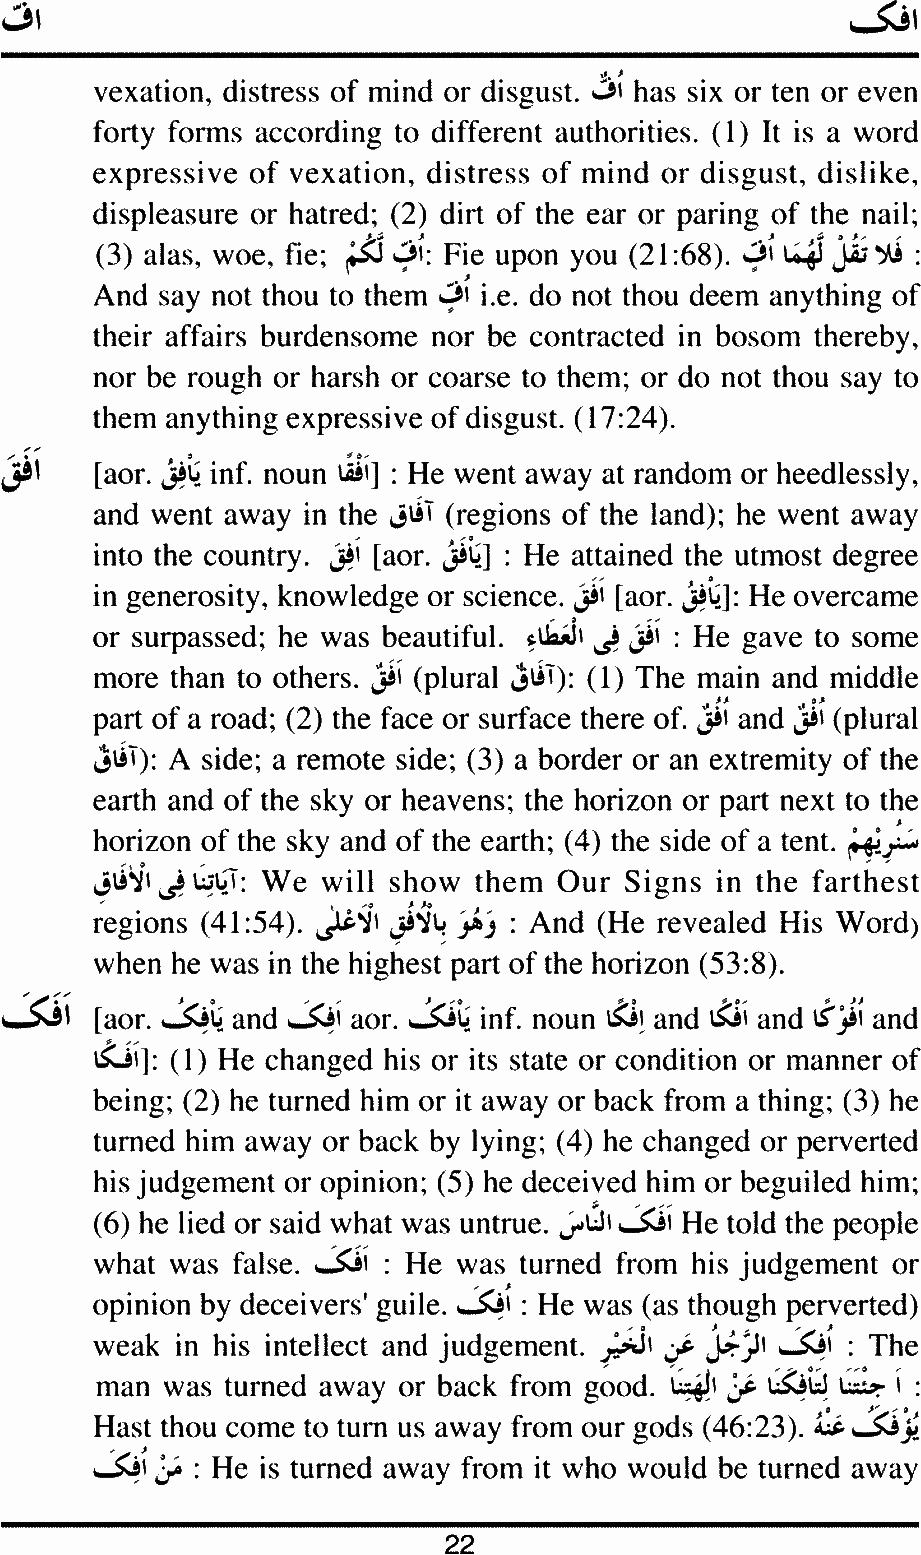 افّ افک
vexation, distress of mind or disgust. اُفٌّ has six or ten or even
forty forms according to different authorities. (1) It is a word
expressive of vexation, distress of mind or disgust, dislike,
displeasure or hatred; (2) dirt of the ear or paring of the nail;
(3) alas, woe, fie; اُفٍّ لَّکُمْ: Fie upon you (21:68). فَلا تَقُلْ لَّهُمَا اُفٍّ :
And say not thou to them اُفٍّ i.e. do not thou deem anything of
their affairs burdensome nor be contracted in bosom thereby,
nor be rough or harsh or coarse to them; or do not thou say to
them anything expressive of disgust. (17:24).
اَفَقَ [aor. یَاْفِقُ inf. noun اَفْقًا] : He went away at random or heedlessly,
and went away in the آفَاق (regions of the land); he went away
into the country. اَفِقَ [aor. یَاْفَقُ] : He attained the utmost degree
in generosity, knowledge or science. اَفَقَ [aor. یَاْفِقُ]: He overcame
or surpassed; he was beautiful. اَفَقَ فِی الْعَطَاءِ : He gave to some
more than to others. اَفَقٌ (plural آفَاقٌ): (1) The main and middle
part of a road; (2) the face or surface there of. اُفُقٌ and اُفْقٌ (plural
آفَاقٌ): A side; a remote side; (3) a border or an extremity of the
earth and of the sky or heavens; the horizon or part next to the
horizon of the sky and of the earth; (4) the side of a tent. سَنُرِیْهِمْ
آیَاتِنَا فِی الْاٰفَاقِ: We will show them Our Signs in the farthest
regions (41:54). وَهُوَ بِالْاُفُقِ الْاَعْلٰی : And (He revealed His Word)
when he was in the highest part of the horizon (53:8).
اَفَکَ [aor. یَاْفِکُ and اَفِکَ aor. یَاْفَکُ inf. noun اِفْکًا and اَفْکًا and اُفُوْکًا and
اَفَکًا]: (1) He changed his or its state or condition or manner of
being; (2) he turned him or it away or back from a thing; (3) he
turned him away or back by lying; (4) he changed or perverted
his judgement or opinion; (5) he deceived him or beguiled him;
(6) he lied or said what was untrue. اَفَکَ النَّاسَ He told the people
what was false. اَفَکَ : He was turned from his judgement or
opinion by deceivers' guile. اُفِکَ : He was (as though perverted)
weak in his intellect and judgement. اُفِکَ الرَّجُلُ عَنِ الْخَیْرِ : The
man was turned away or back from good. اَ جِئْتَنَا لِتَاْفِکَنَا عَنْ اٰلِهَتِنَا :
Hast thou come to turn us away from our gods (46:23). یُؤْفَکُ عَنْهُ
مَنْ اُفِکَ : He is turned away from it who would be turned away
22